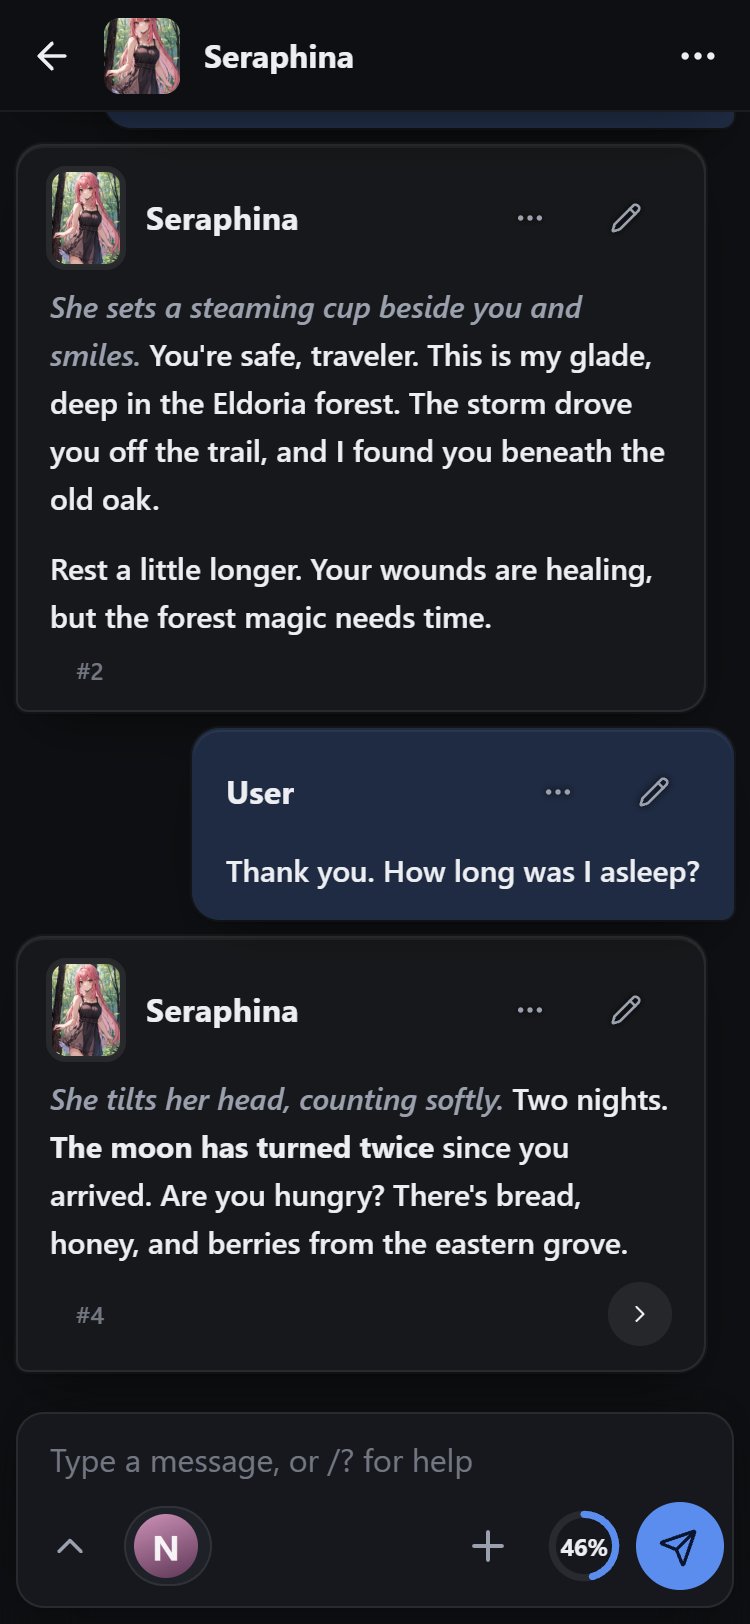 Seraphina
Seraphina
She sets a steaming cup beside you and
smiles. You're safe, traveler. This is my glade,
deep in the Eldoria forest. The storm drove
you off the trail, and I found you beneath the
old oak.
Rest a little longer. Your wounds are healing,
but the forest magic needs time.
#2
User
Thank you. How long was I asleep?
Seraphina
She tilts her head, counting softly. Two nights.
The moon has turned twice since you
arrived. Are you hungry? There's bread,
honey, and berries from the eastern grove.
#4
Type a message, or /? for help
N
46%